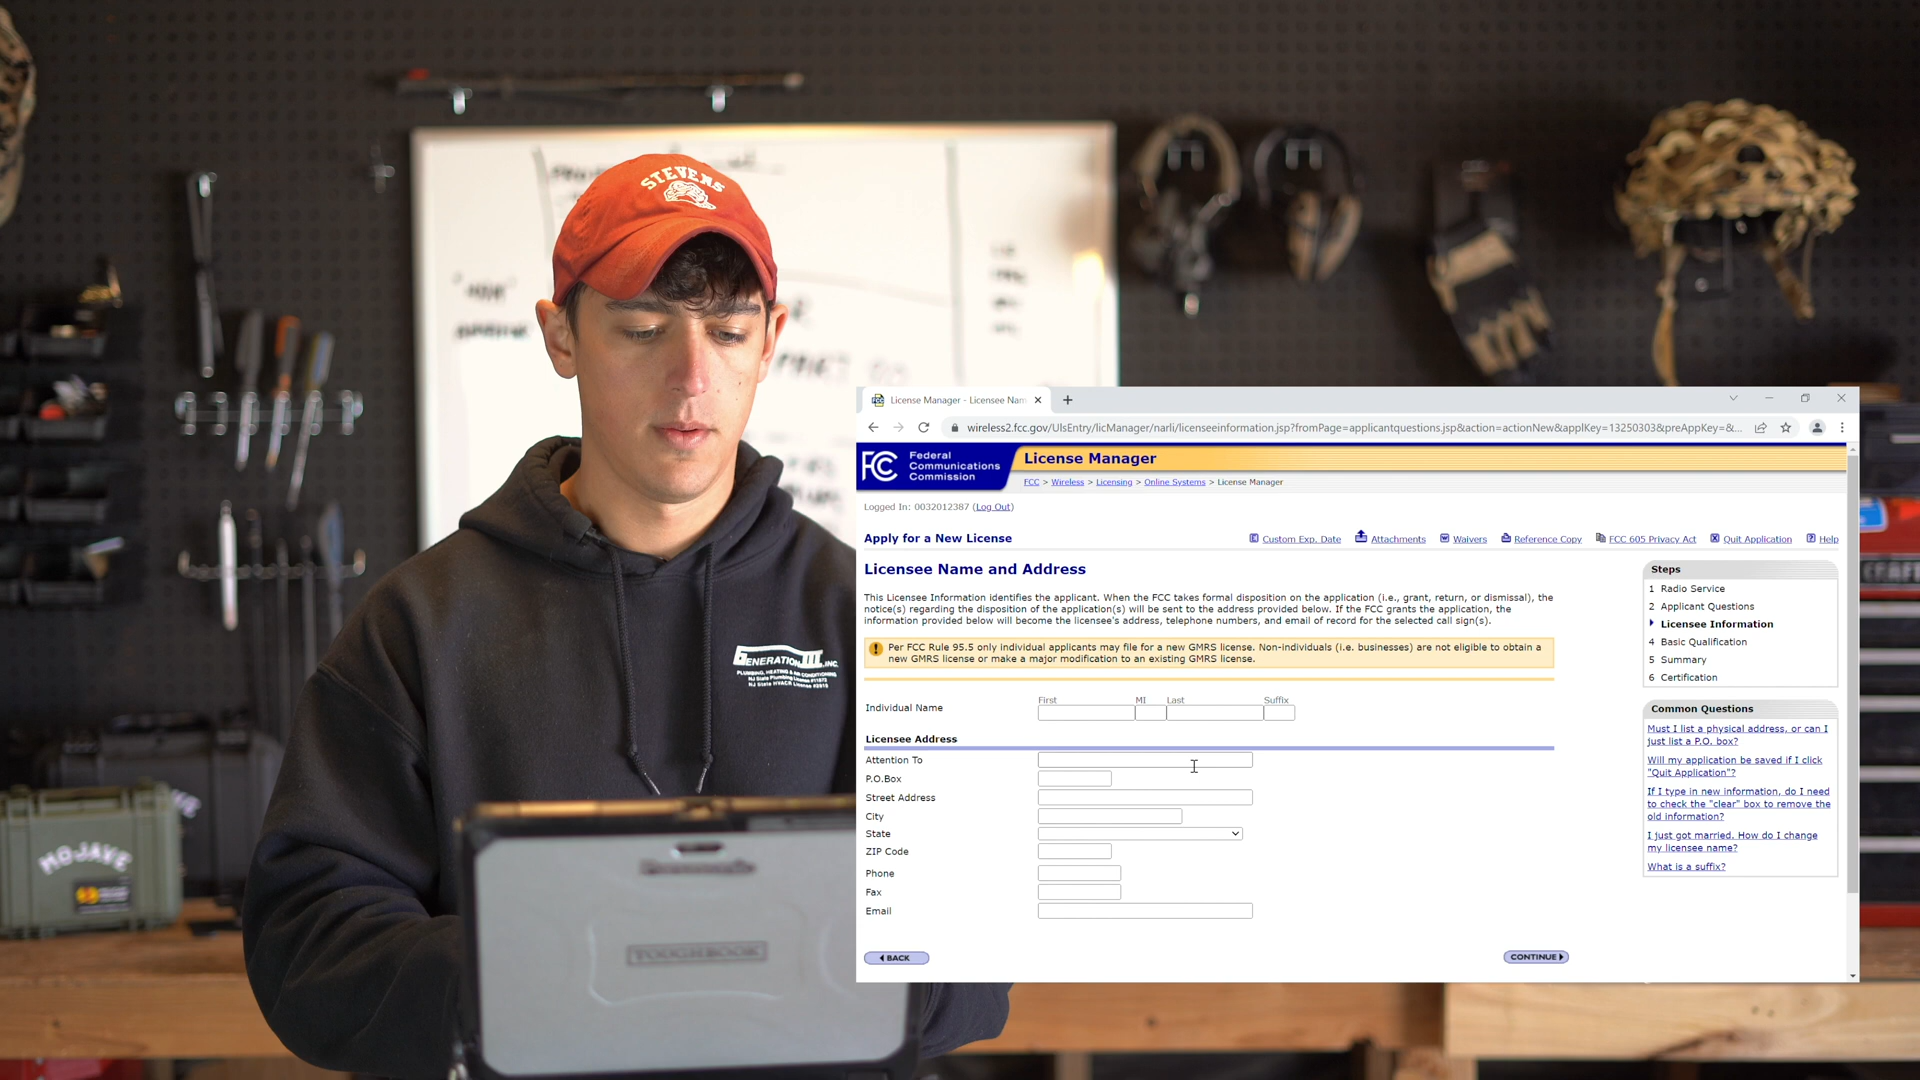 STEVENS
GENERATION III, INC.
PLUMBING, HEATING & AIR CONDITIONING
MOJAVE
TOUGHBOOK
License Manager - Licensee Nam
wireless2.fcc.gov/UlsEntry/licManager/narli/licenseeinformation.jsp?fromPage=applicantquestions.jsp&action=actionNew&applKey=13250303&preAppKey=&...
FCC Federal Communications Commission
License Manager
FCC > Wireless > Licensing > Online Systems > License Manager
Logged In: 0032012387 (Log Out)
Apply for a New License
Custom Exp. Date Attachments Waivers Reference Copy FCC 605 Privacy Act Quit Application Help
Licensee Name and Address
This Licensee Information identifies the applicant. When the FCC takes formal disposition on the application (i.e., grant, return, or dismissal), the
notice(s) regarding the disposition of the application(s) will be sent to the address provided below. If the FCC grants the application, the
information provided below will become the licensee's address, telephone numbers, and email of record for the selected call sign(s).
Per FCC Rule 95.5 only individual applicants may file for a new GMRS license. Non-individuals (i.e. businesses) are not eligible to obtain a
new GMRS license or make a major modification to an existing GMRS license.
First MI Last Suffix
Individual Name
Licensee Address
Attention To
P.O.Box
Street Address
City
State
ZIP Code
Phone
Fax
Email
BACK
CONTINUE
Steps
1 Radio Service
2 Applicant Questions
Licensee Information
4 Basic Qualification
5 Summary
6 Certification
Common Questions
Must I list a physical address, or can I
just list a P.O. box?
Will my application be saved if I click
"Quit Application"?
If I type in new information, do I need
to check the "clear" box to remove the
old information?
I just got married. How do I change
my licensee name?
What is a suffix?